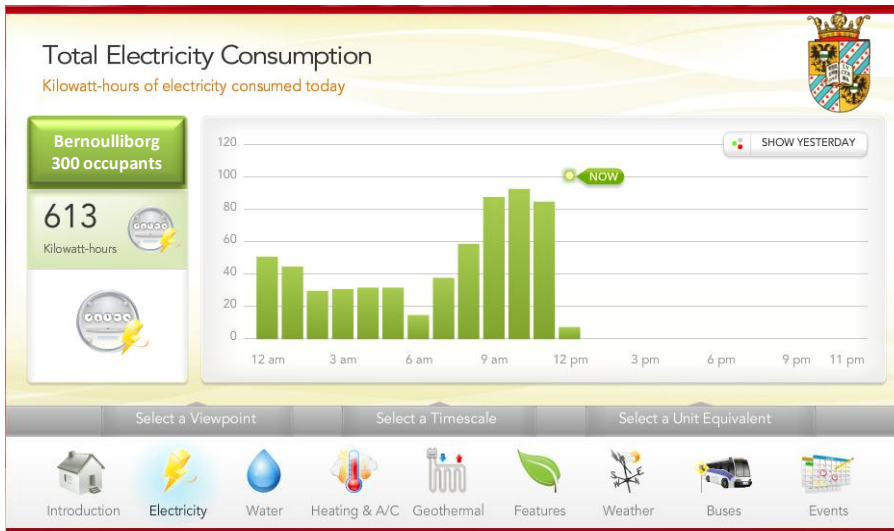 Total Electricity Consumption
Kilowatt-hours of electricity consumed today
Bernoulliborg
300 occupants
613
Kilowatt-hours
SHOW YESTERDAY
NOW
120
100
80
60
40
20
0
12 am 3 am 6 am 9 am 12 pm 3 pm 6 pm 9 pm 11 pm
Select a Viewpoint Select a Timescale Select a Unit Equivalent
Introduction Electricity Water Heating & A/C Geothermal Features Weather Buses Events